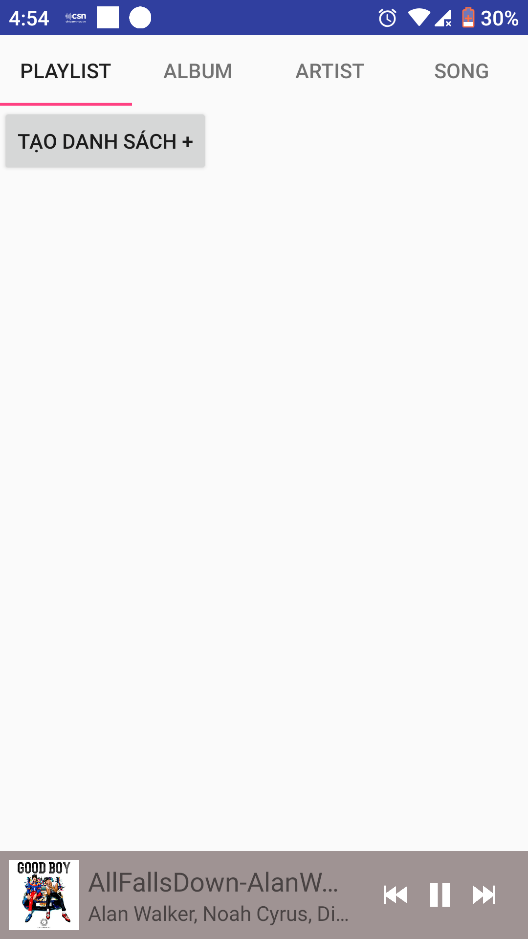 4:54 csn 30%
PLAYLIST ALBUM ARTIST SONG
TẠO DANH SÁCH +
GOOD BOY
AllFallsDown-AlanW...
Alan Walker, Noah Cyrus, Di...